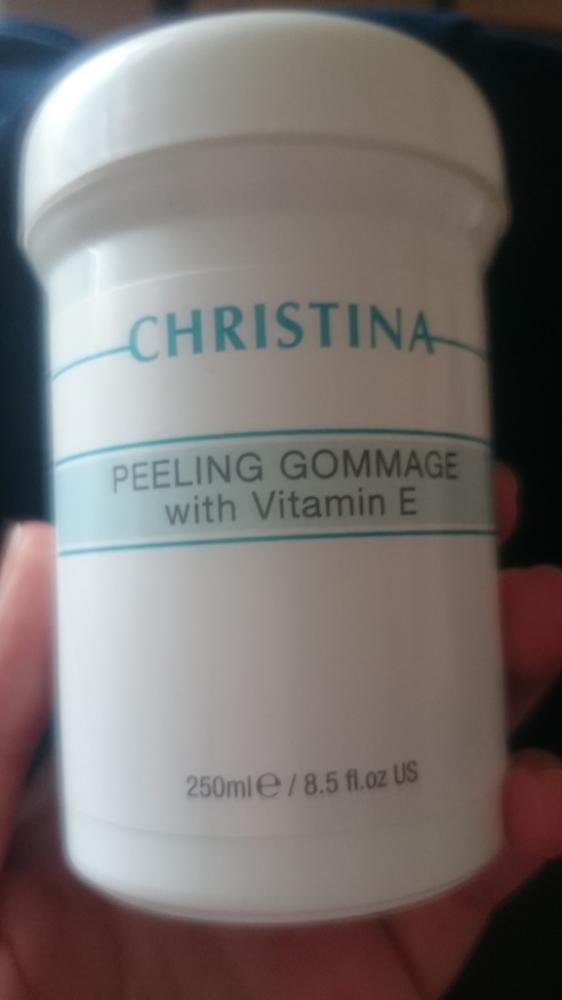 CHRISTINA
PEELING GOMMAGE
with Vitamin E
250ml℮ / 8.5 fl.oz US